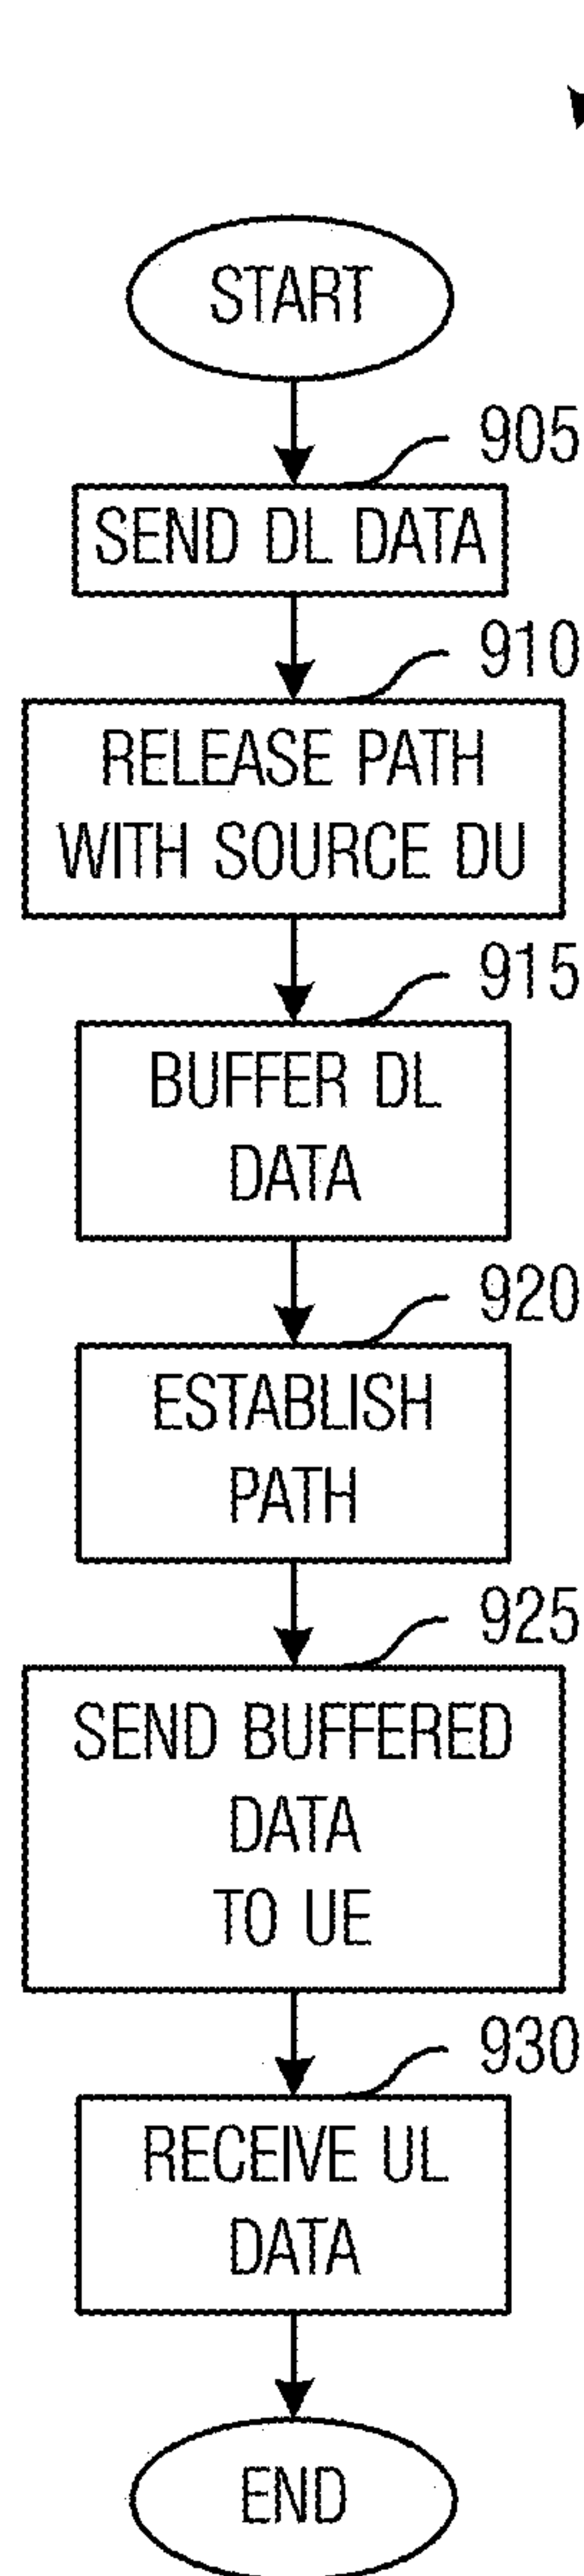 START
905
SEND DL DATA
910
RELEASE PATH
WITH SOURCE DU
915
BUFFER DL
DATA
920
ESTABLISH
PATH
925
SEND BUFFERED
DATA
TO UE
930
RECEIVE UL
DATA
END